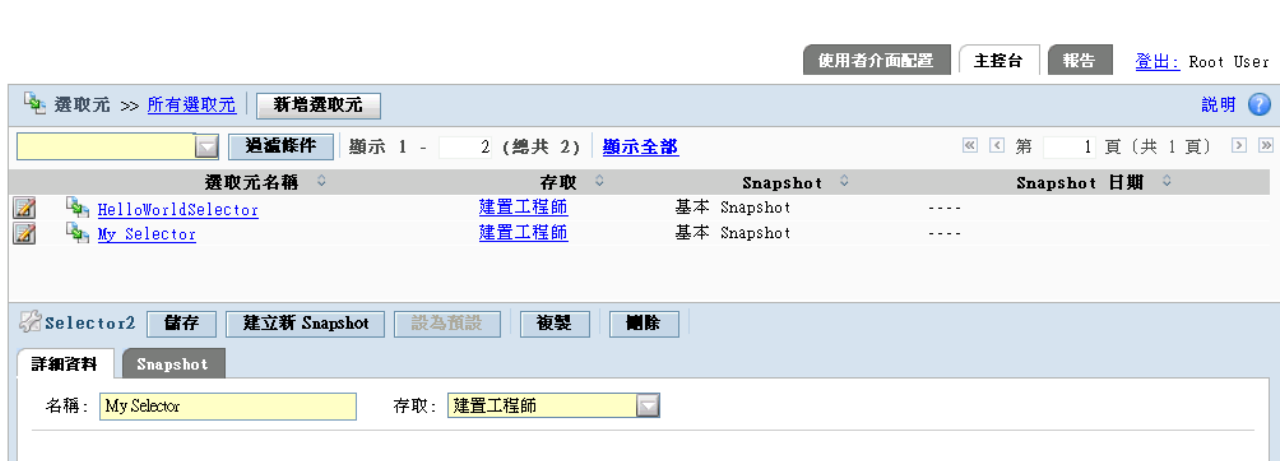 使用者介面配置 主控台 報告 登出: Root User
選取元 >> 所有選取元 新增選取元 說明 ?
過濾條件 顯示 1 - 2 (總共 2) 顯示全部 第 1 頁 (共 1 頁)
選取元名稱 存取 Snapshot Snapshot 日期
HelloWorldSelector 建置工程師 基本 Snapshot ----
My Selector 建置工程師 基本 Snapshot ----
Selector2 儲存 建立新 Snapshot 設為預設 複製 刪除
詳細資料 Snapshot
名稱: My Selector 存取: 建置工程師